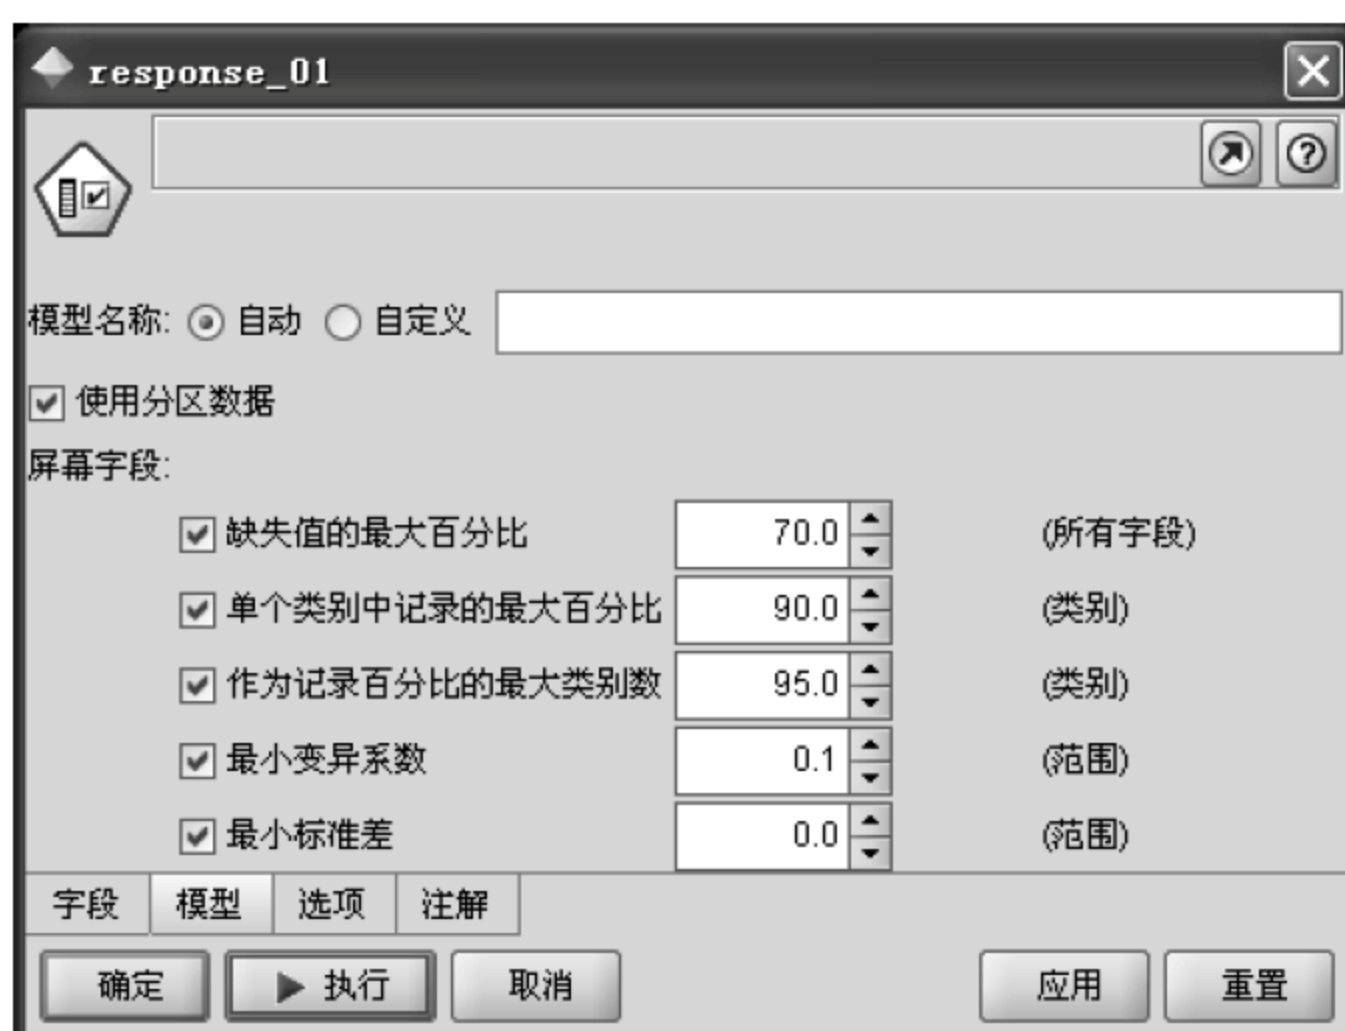 response_01
模型名称: 自动 自定义
使用分区数据
屏幕字段:
缺失值的最大百分比 70.0 (所有字段)
单个类别中记录的最大百分比 90.0 (类别)
作为记录百分比的最大类别数 95.0 (类别)
最小变异系数 0.1 (范围)
最小标准差 0.0 (范围)
字段 模型 选项 注解
确定 执行 取消 应用 重置